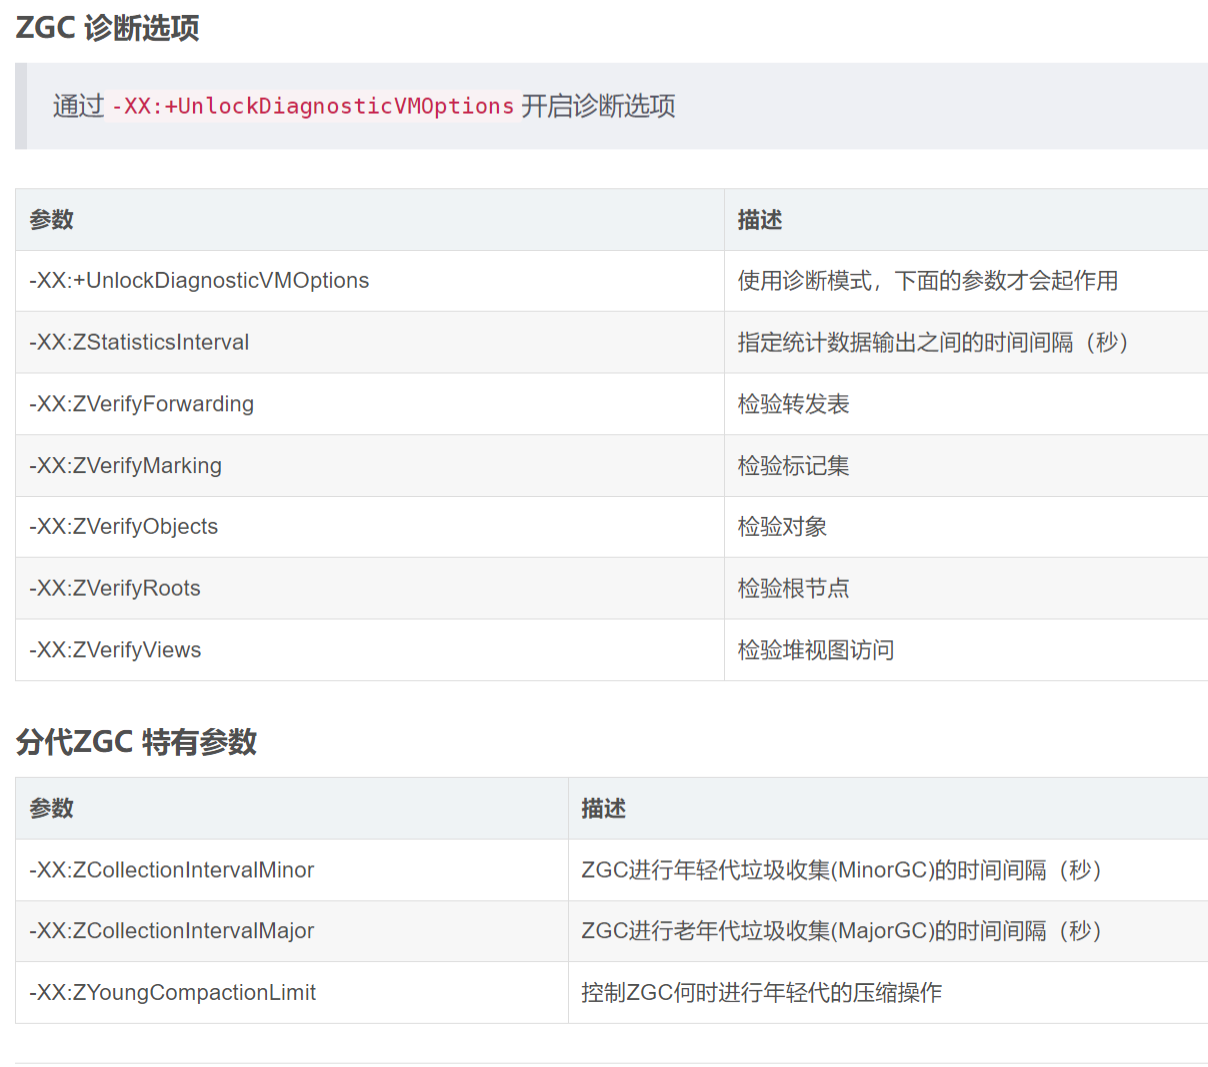 ZGC 诊断选项
通过 -XX:+UnlockDiagnosticVMOptions 开启诊断选项
参数 描述
-XX:+UnlockDiagnosticVMOptions 使用诊断模式，下面的参数才会起作用
-XX:ZStatisticsInterval 指定统计数据输出之间的时间间隔（秒）
-XX:ZVerifyForwarding 检验转发表
-XX:ZVerifyMarking 检验标记集
-XX:ZVerifyObjects 检验对象
-XX:ZVerifyRoots 检验根节点
-XX:ZVerifyViews 检验堆视图访问
分代ZGC 特有参数
参数 描述
-XX:ZCollectionIntervalMinor ZGC进行年轻代垃圾收集(MinorGC)的时间间隔（秒）
-XX:ZCollectionIntervalMajor ZGC进行老年代垃圾收集(MajorGC)的时间间隔（秒）
-XX:ZYoungCompactionLimit 控制ZGC何时进行年轻代的压缩操作